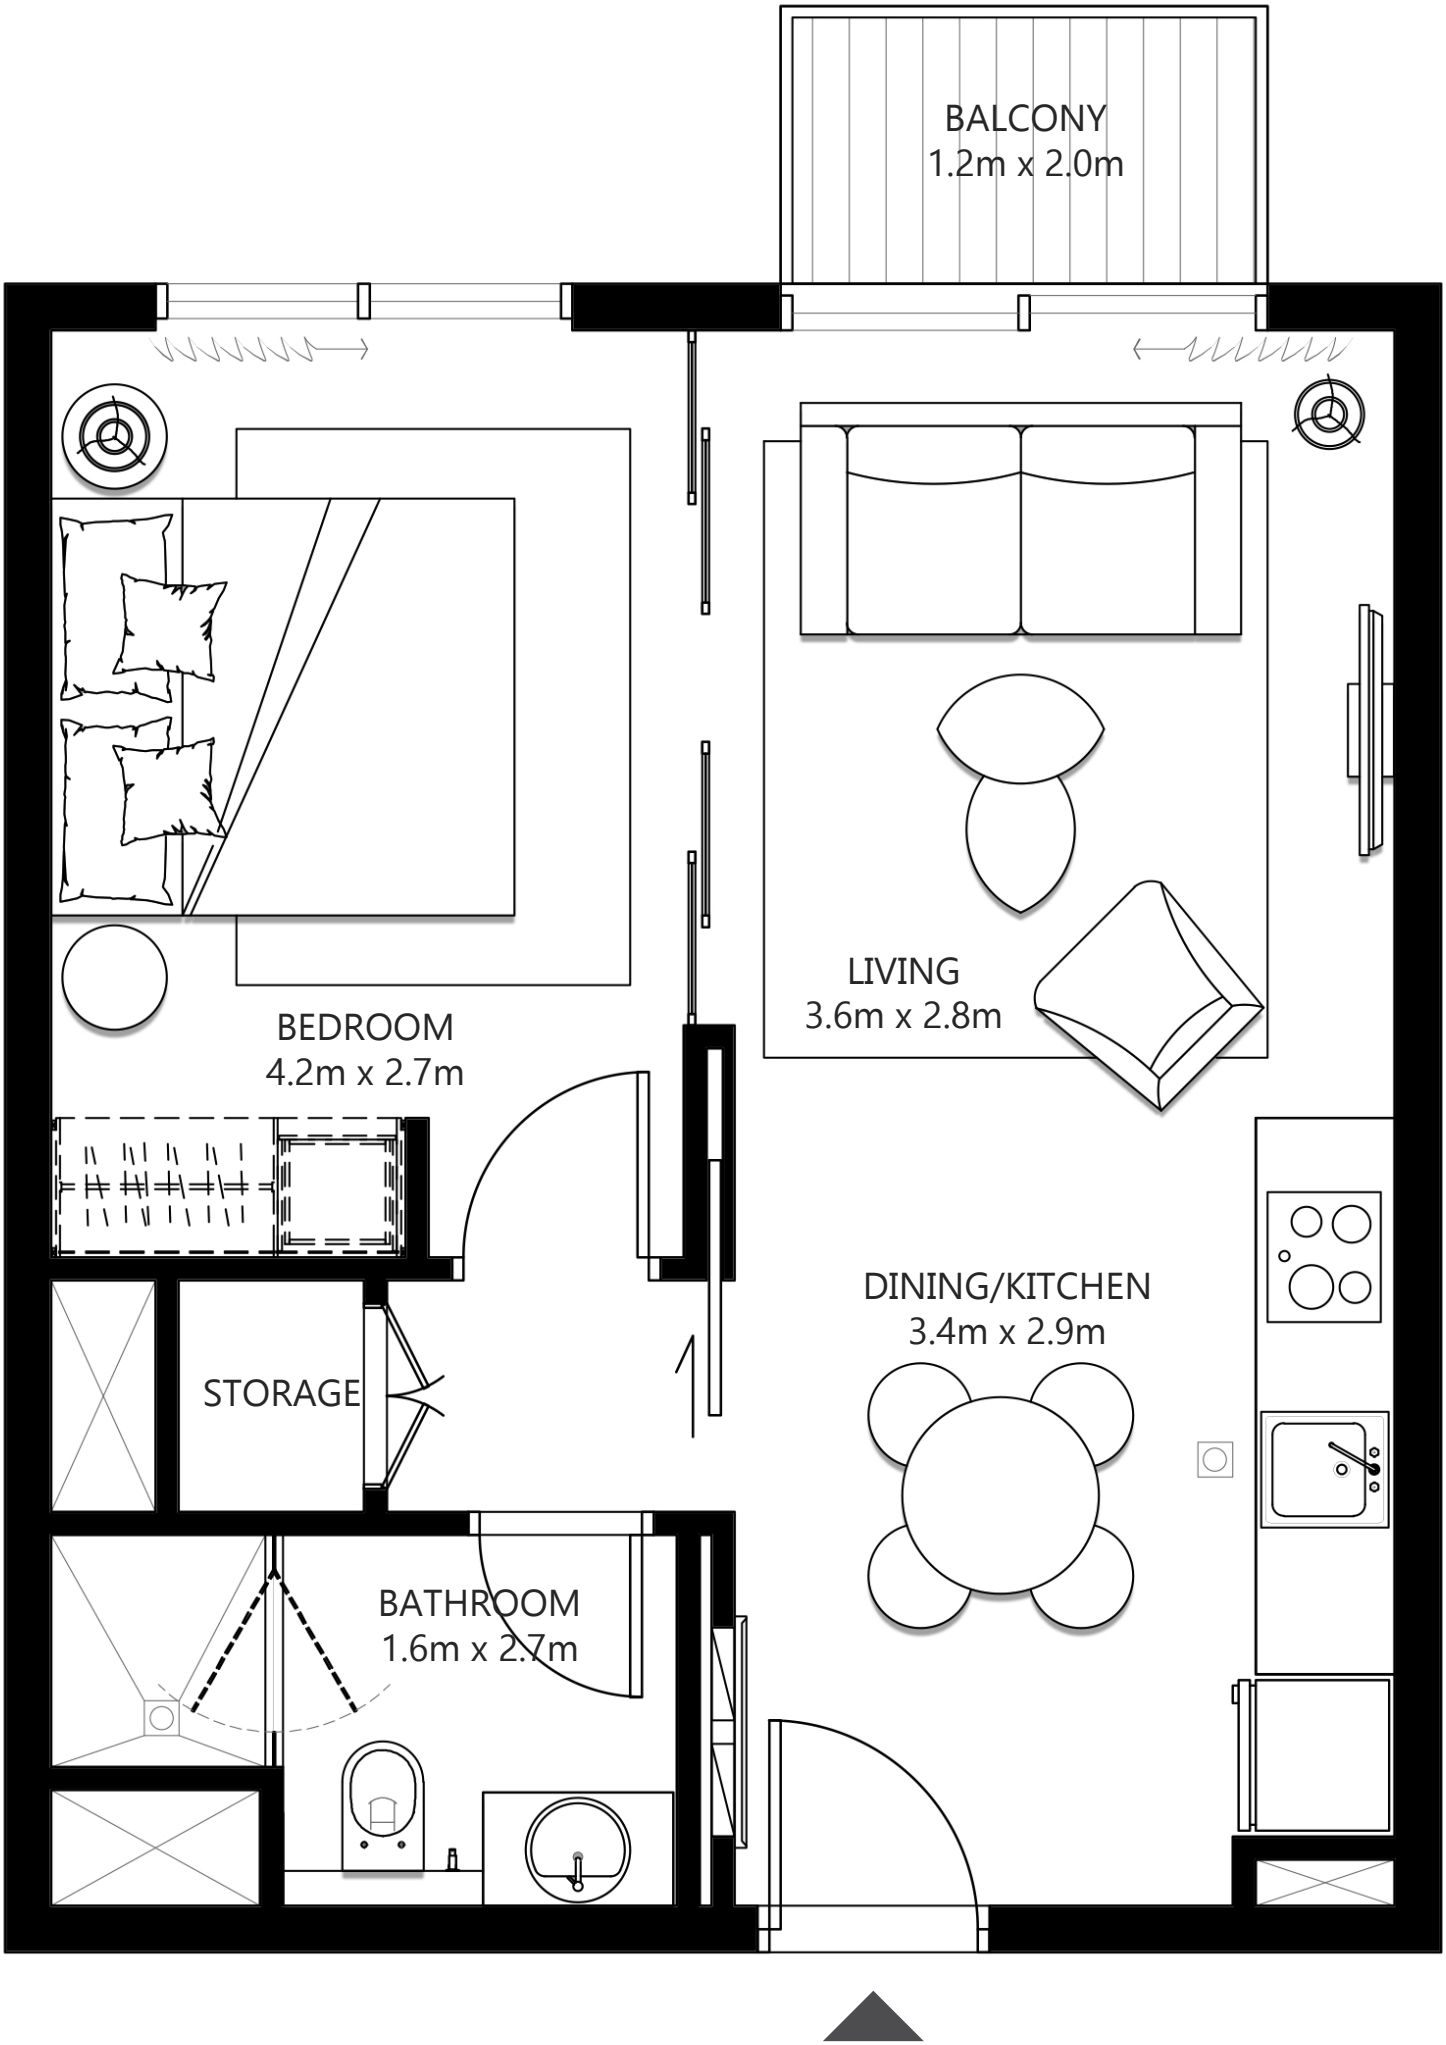 BALCONY
1.2m x 2.0m
LIVING
3.6m x 2.8m
BEDROOM
4.2m x 2.7m
DINING/KITCHEN
3.4m x 2.9m
STORAGE
BATHROOM
1.6m x 2.7m